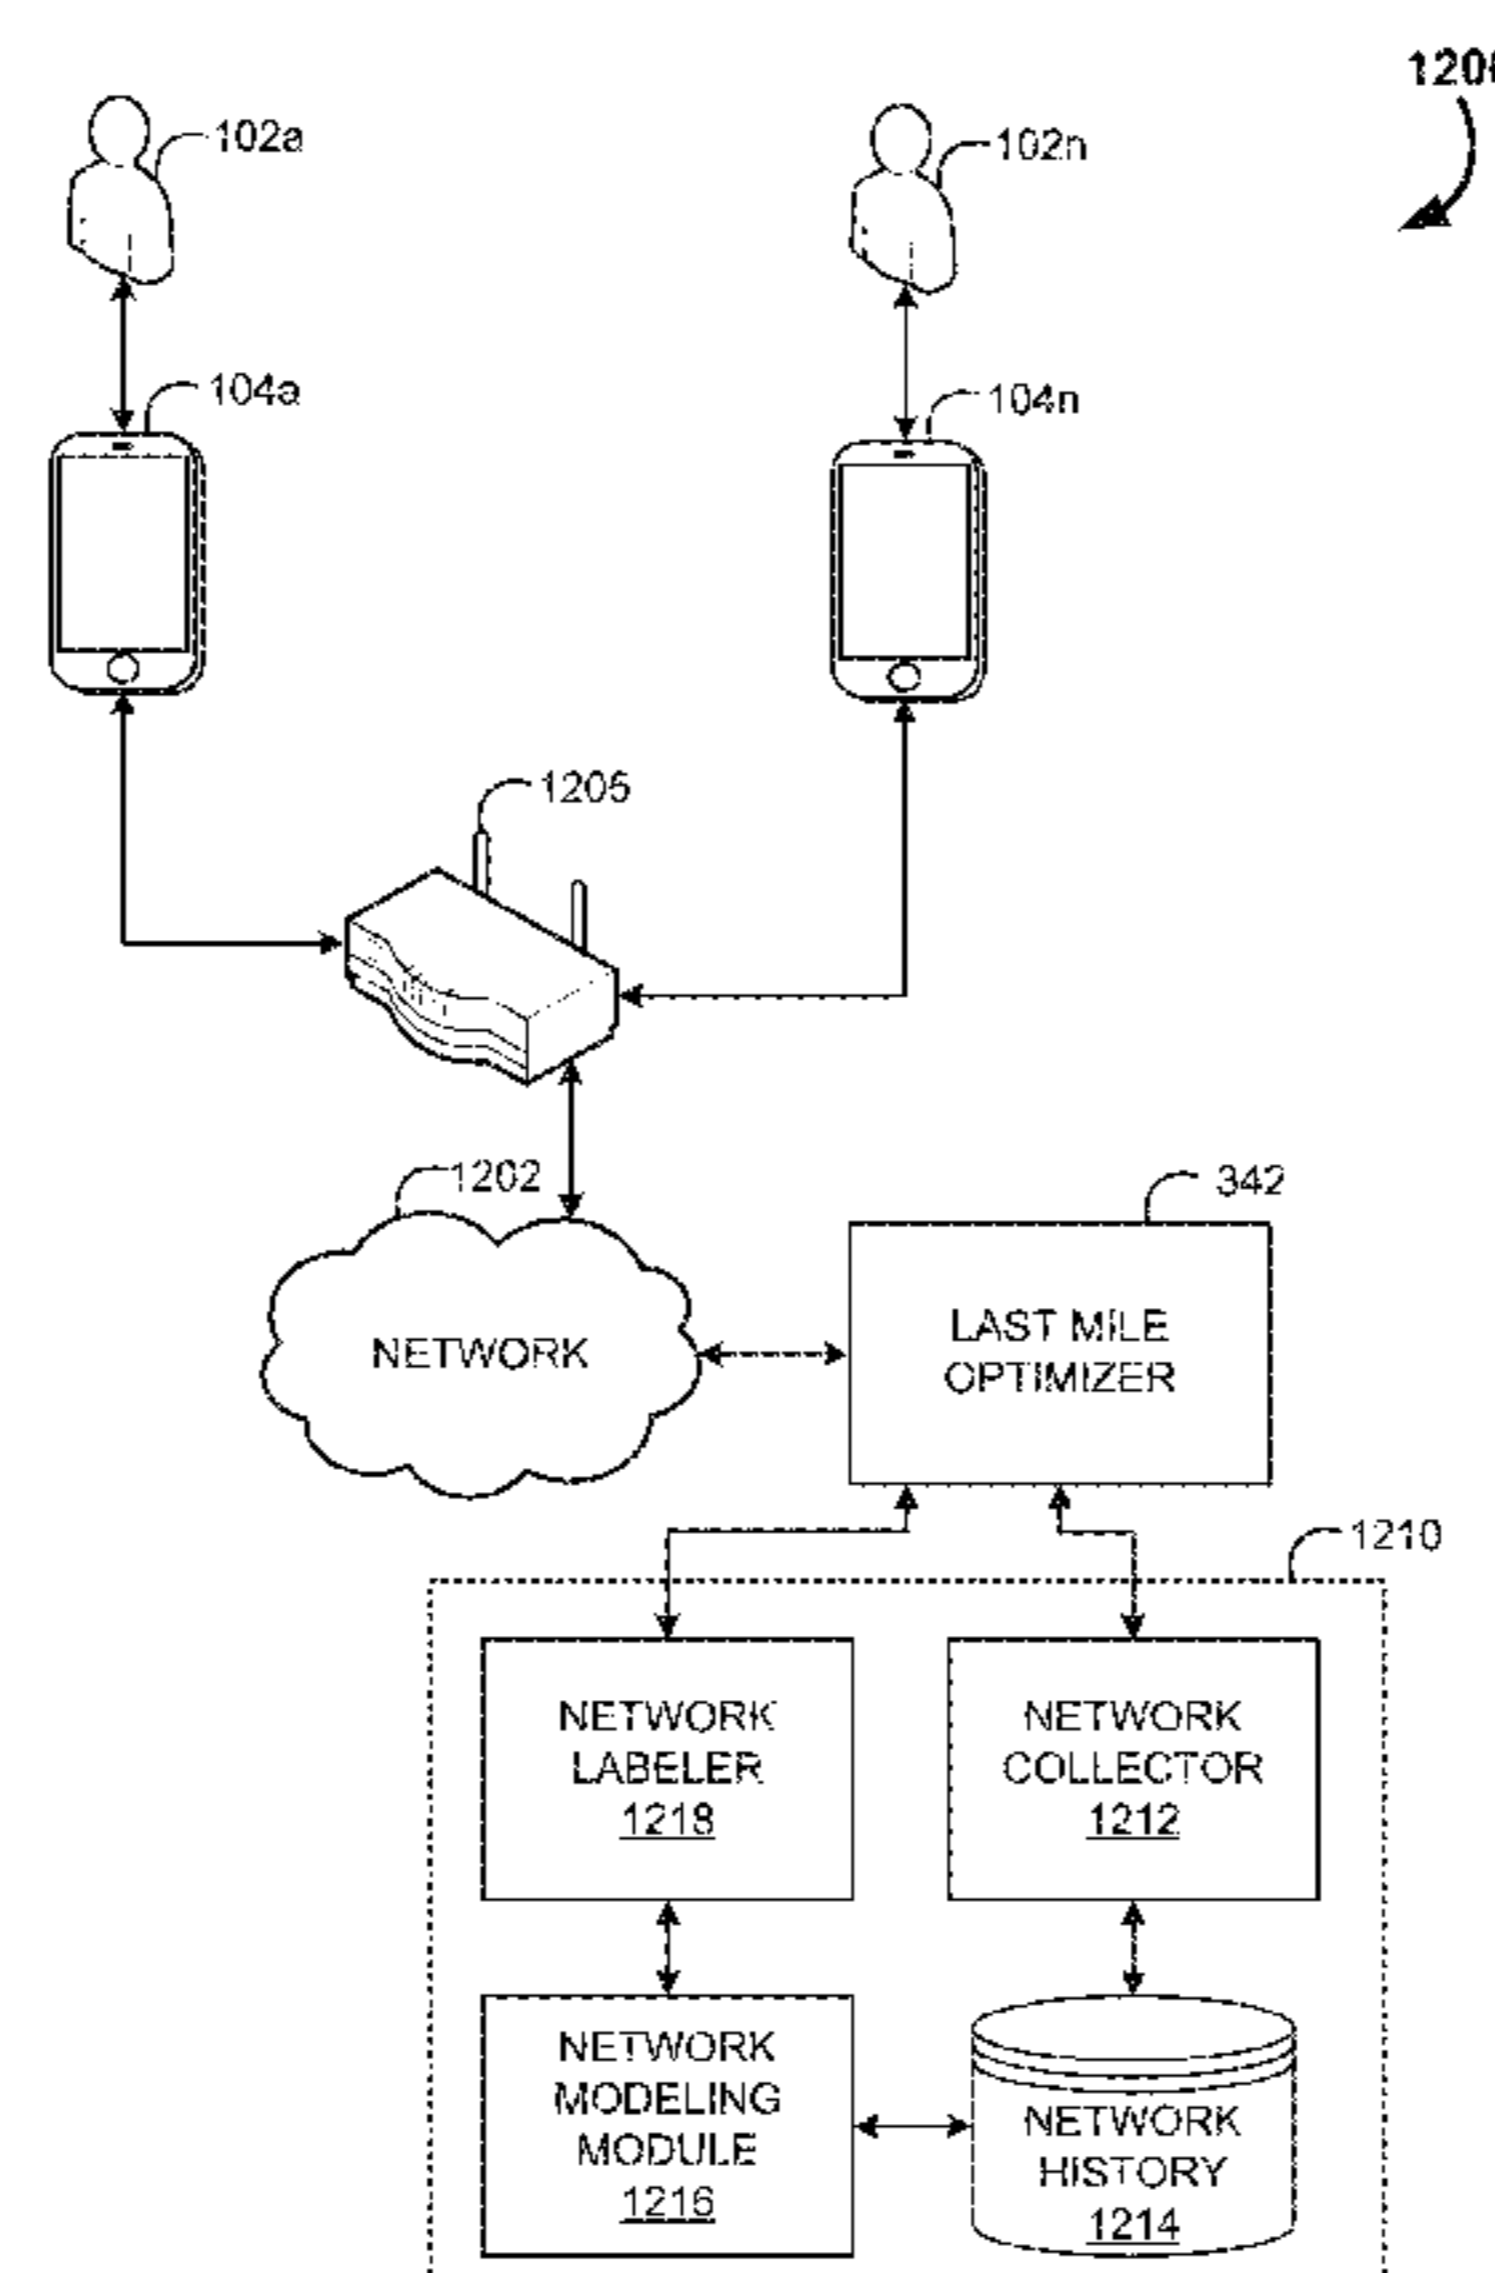 102a
102n
104a
104n
1205
1202
342
NETWORK
LAST MILE
OPTIMIZER
1210
NETWORK
LABELER
1218
NETWORK
COLLECTOR
1212
NETWORK
MODELING
MODULE
1216
NETWORK
HISTORY
1214